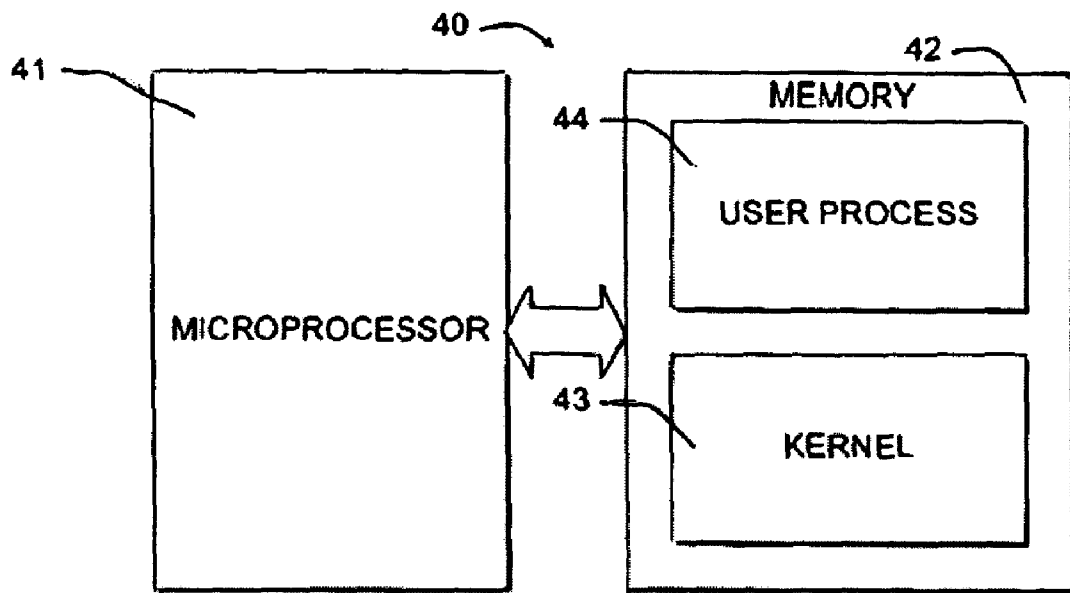 40
41
42
MEMORY
44
USER PROCESS
MICROPROCESSOR
43
KERNEL